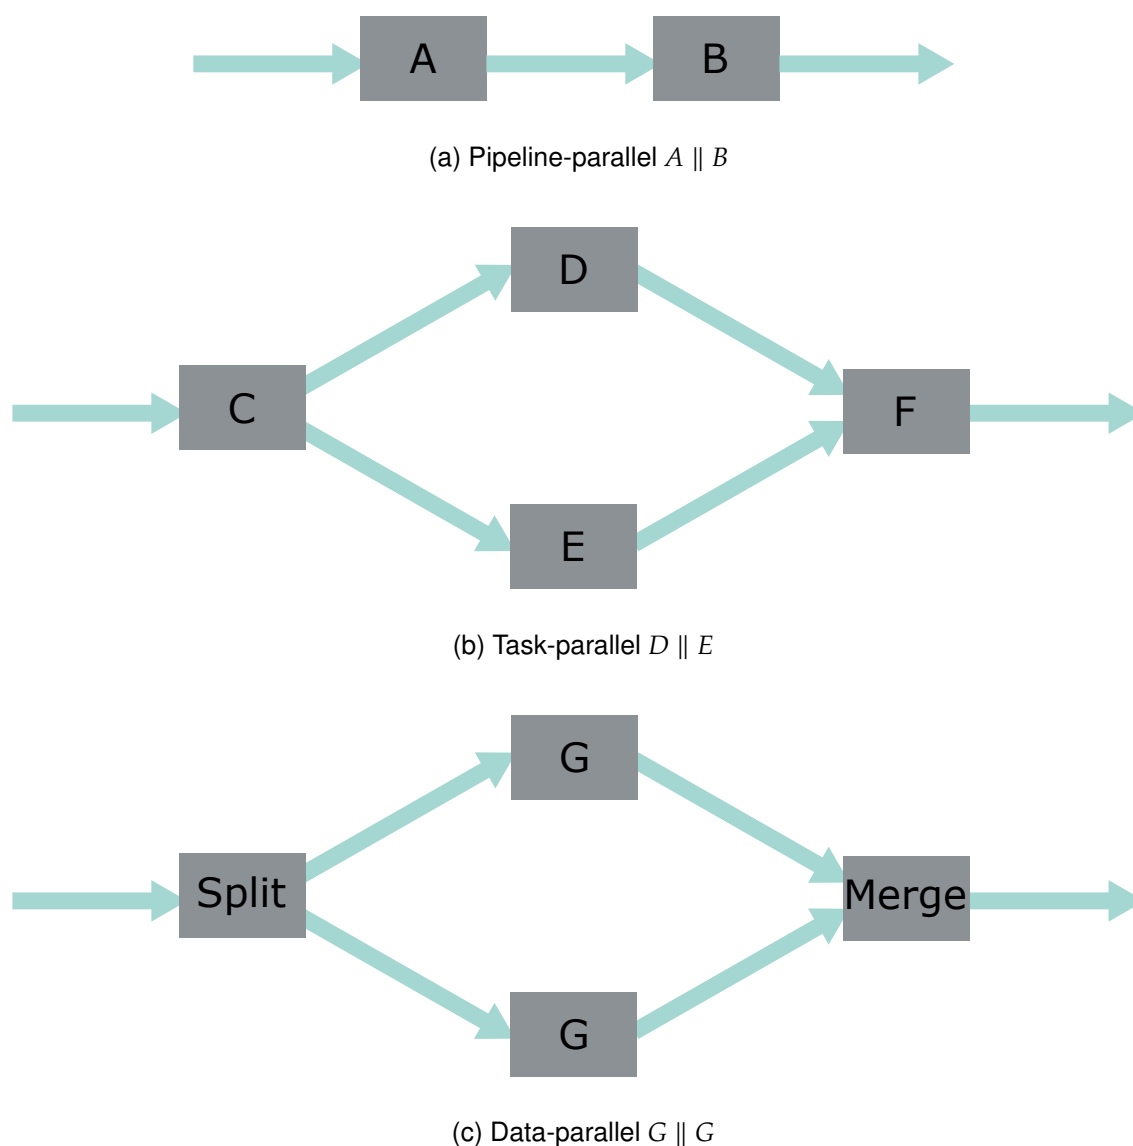 A B
(a) Pipeline-parallel A ∥ B
D
C F
E
(b) Task-parallel D ∥ E
G
Split Merge
G
(c) Data-parallel G ∥ G